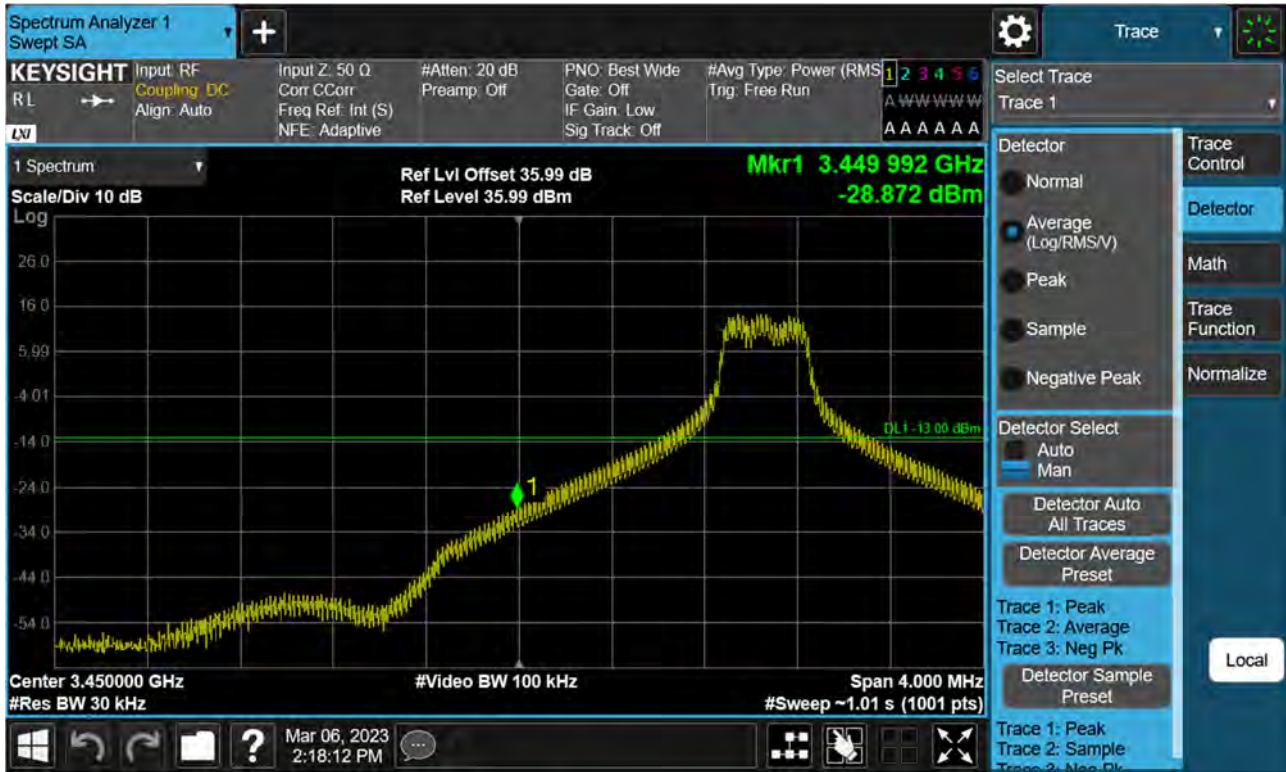 Spectrum Analyzer 1
Swept SA
+
Trace
KEYSIGHT
RL
LXI
Input: RF
Coupling: DC
Align: Auto
Input Z: 50 Ω
Corr CCorr
Freq Ref: Int (S)
NFE: Adaptive
#Atten: 20 dB
Preamp: Off
PNO: Best Wide
Gate: Off
IF Gain: Low
Sig Track: Off
#Avg Type: Power (RMS
Trig: Free Run
1 2 3 4 5 6
A W W W W W
A A A A A A
Select Trace
Trace 1
1 Spectrum
Scale/Div 10 dB
Log
Ref Lvl Offset 35.99 dB
Ref Level 35.99 dBm
Mkr1 3.449 992 GHz
-28.872 dBm
26.0
16.0
5.99
-4.01
-14.0
-24.0
-34.0
-44.0
-54.0
DL1 -13.00 dBm
1
Center 3.450000 GHz
#Res BW 30 kHz
#Video BW 100 kHz
Span 4.000 MHz
#Sweep ~1.01 s (1001 pts)
Detector
Normal
Average
(Log/RMS/V)
Peak
Sample
Negative Peak
Detector Select
Auto
Man
Detector Auto
All Traces
Detector Average
Preset
Trace 1: Peak
Trace 2: Average
Trace 3: Neg Pk
Detector Sample
Preset
Trace 1: Peak
Trace 2: Sample
Trace 3: Neg Pk
Trace
Control
Detector
Math
Trace
Function
Normalize
Local
?
Mar 06, 2023
2:18:12 PM